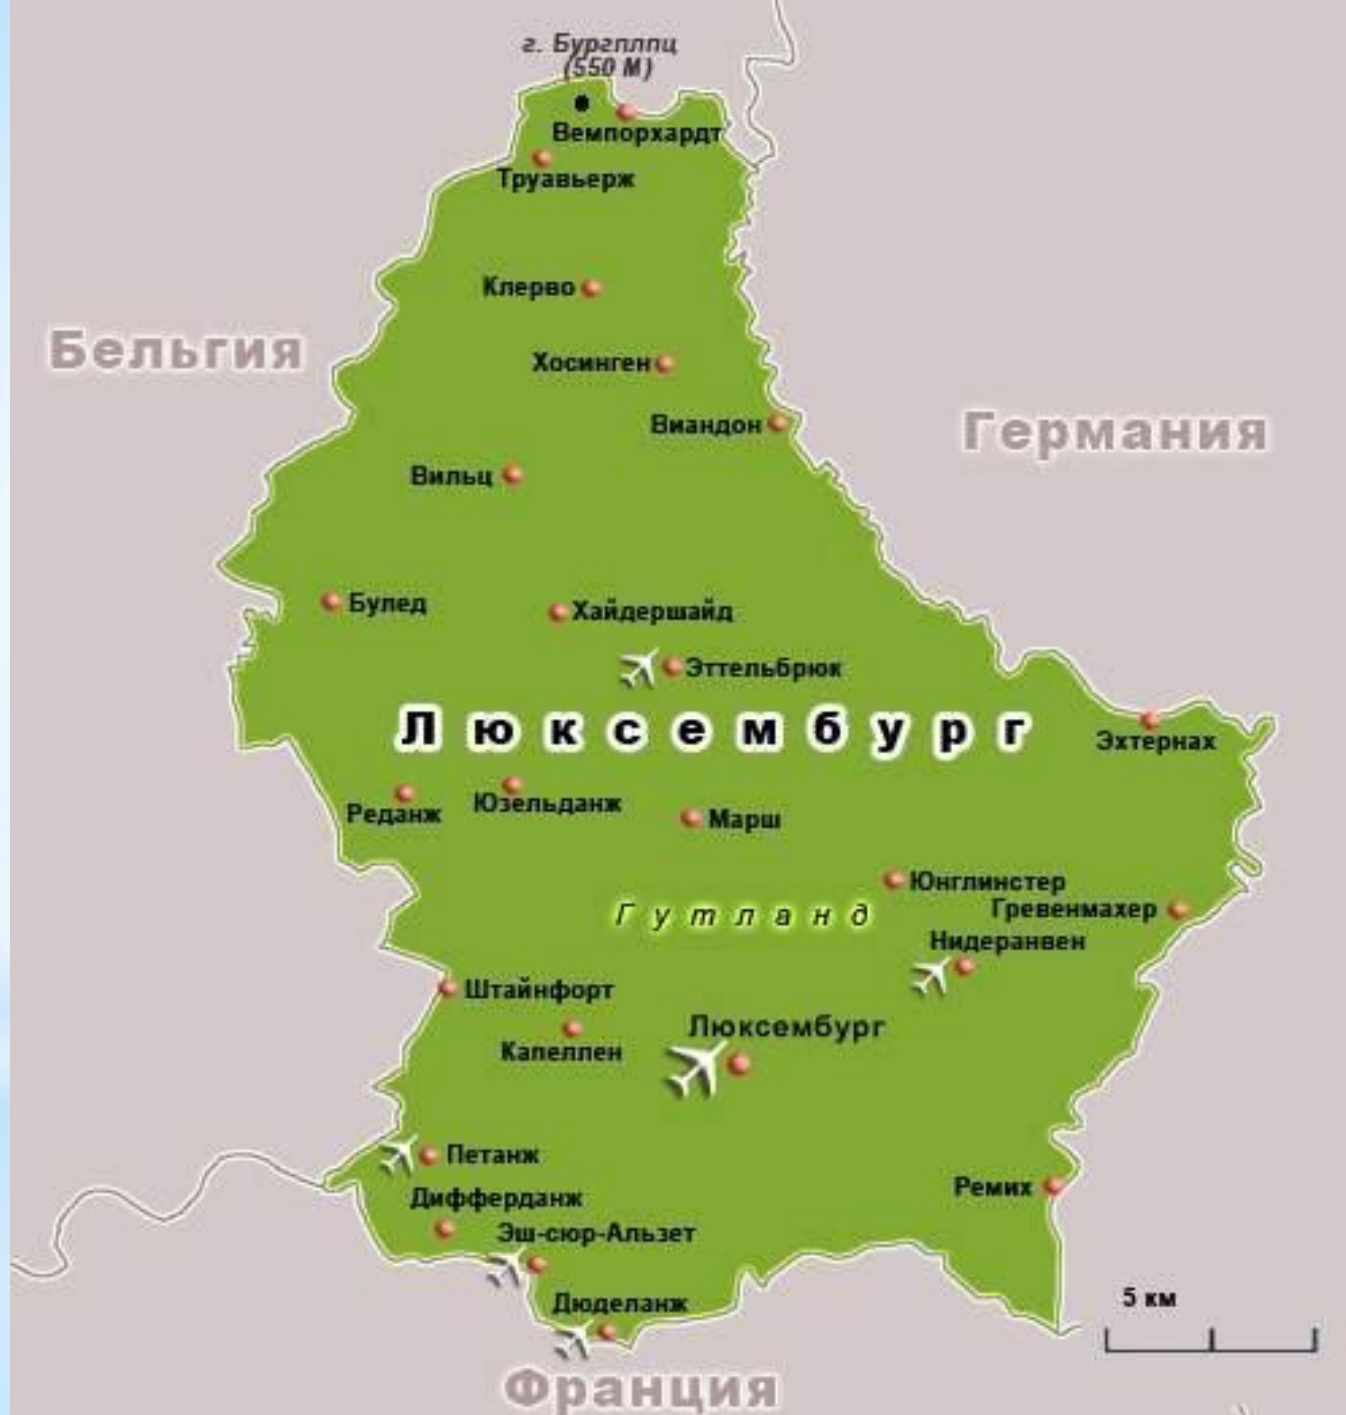 г. Бургплпц
(550 М)
Вемпорхардт
Труавьерж
Клерво
Бельгия
Хосинген
Виандон
Германия
Вильц
Булед
Хайдершайд
Эттельбрюк
Люксембург
Эхтернах
Реданж
Юзельданж
Марш
Юнглинстер
Гревенмахер
Гутланд
Нидеранвен
Штайнфорт
Люксембург
Капеллен
Петанж
Ремих
Дифферданж
Эш-сюр-Альзет
Дюделанж
5 км
Франция